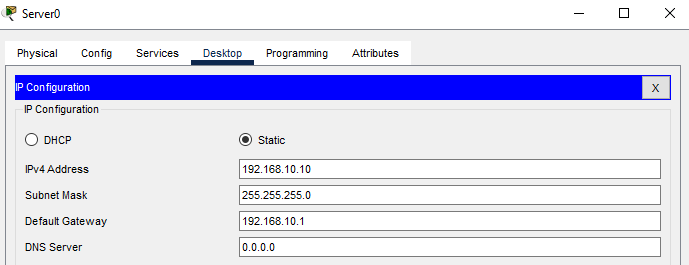 Server0
Physical Config Services Desktop Programming Attributes
IP Configuration X
IP Configuration
DHCP Static
IPv4 Address 192.168.10.10
Subnet Mask 255.255.255.0
Default Gateway 192.168.10.1
DNS Server 0.0.0.0